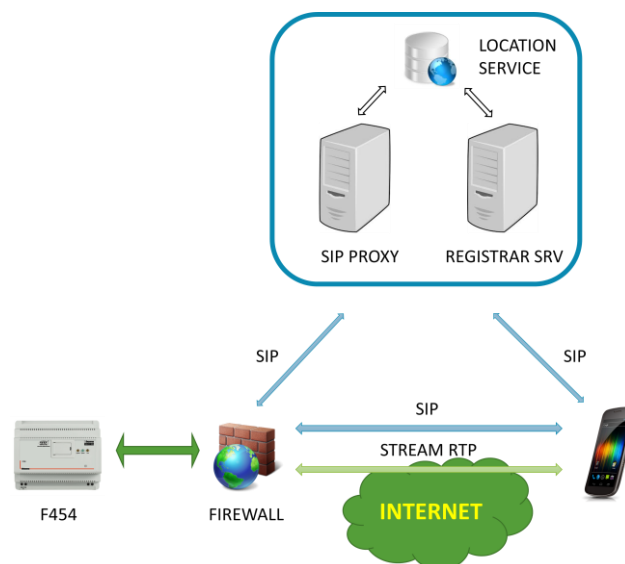 LOCATION
SERVICE
SIP PROXY
REGISTRAR SRV
SIP
SIP
SIP
STREAM RTP
INTERNET
F454
FIREWALL